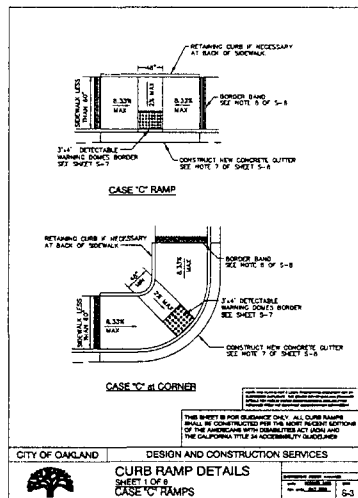 RETAINING CURB IF NECESSARY
AT BACK OF SIDEWALK
48"
SIDEWALK LESS
THAN 60"
8.33%
MAX
2% MAX
8.33%
MAX
BORDER BAND
SEE NOTE 6 OF S-8
3'x4' DETECTABLE
WARNING DOMES BORDER
SEE SHEET S-7
CONSTRUCT NEW CONCRETE GUTTER
SEE NOTE 7 OF SHEET S-8
CASE "C" RAMP
RETAINING CURB IF NECESSARY
AT BACK OF SIDEWALK
8.33%
MAX
BORDER BAND
SEE NOTE 6 OF S-8
MIN
2% MAX
3'x4' DETECTABLE
WARNING DOMES BORDER
SEE SHEET S-7
SIDEWALK LESS
THAN 60"
8.33%
MAX
CONSTRUCT NEW CONCRETE GUTTER
SEE NOTE 7 OF SHEET S-8
CASE "C" at CORNER
THIS SHEET IS FOR GUIDANCE ONLY. ALL CURB RAMPS
SHALL BE CONSTRUCTED PER THE MOST RECENT EDITIONS
OF THE AMERICANS WITH DISABILITIES ACT (ADA) AND
THE CALIFORNIA TITLE 24 ACCESSIBILITY GUIDELINES
CITY OF OAKLAND
DESIGN AND CONSTRUCTION SERVICES
CURB RAMP DETAILS
SHEET 1 OF 8
CASE "C" RAMPS